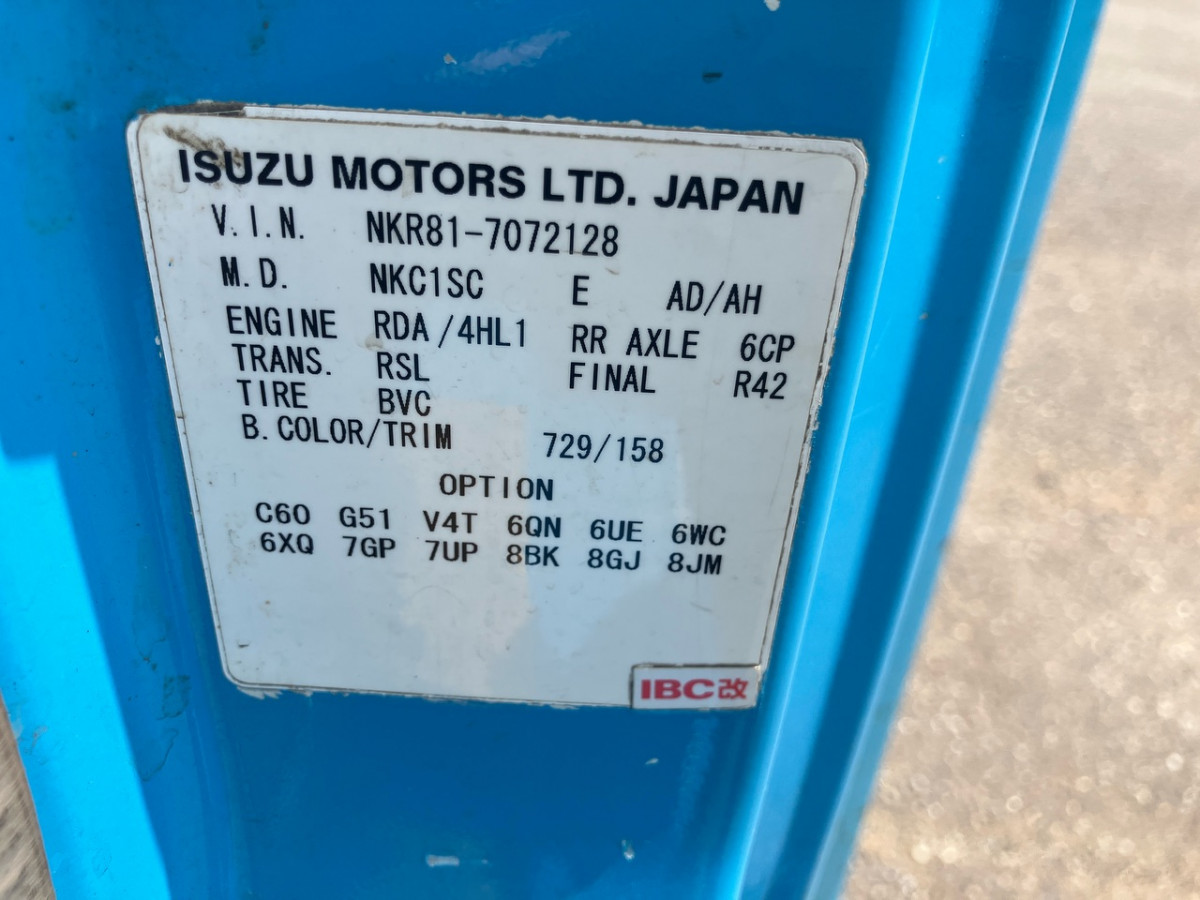 ISUZU MOTORS LTD. JAPAN
V.I.N. NKR81-7072128
M.D. NKC1SC E AD/AH
ENGINE RDA/4HL1 RR AXLE 6CP
TRANS. RSL FINAL R42
TIRE BVC
B.COLOR/TRIM 729/158
OPTION
C60 G51 V4T 6QN 6UE 6WC
6XQ 7GP 7UP 8BK 8GJ 8JM
IBC改